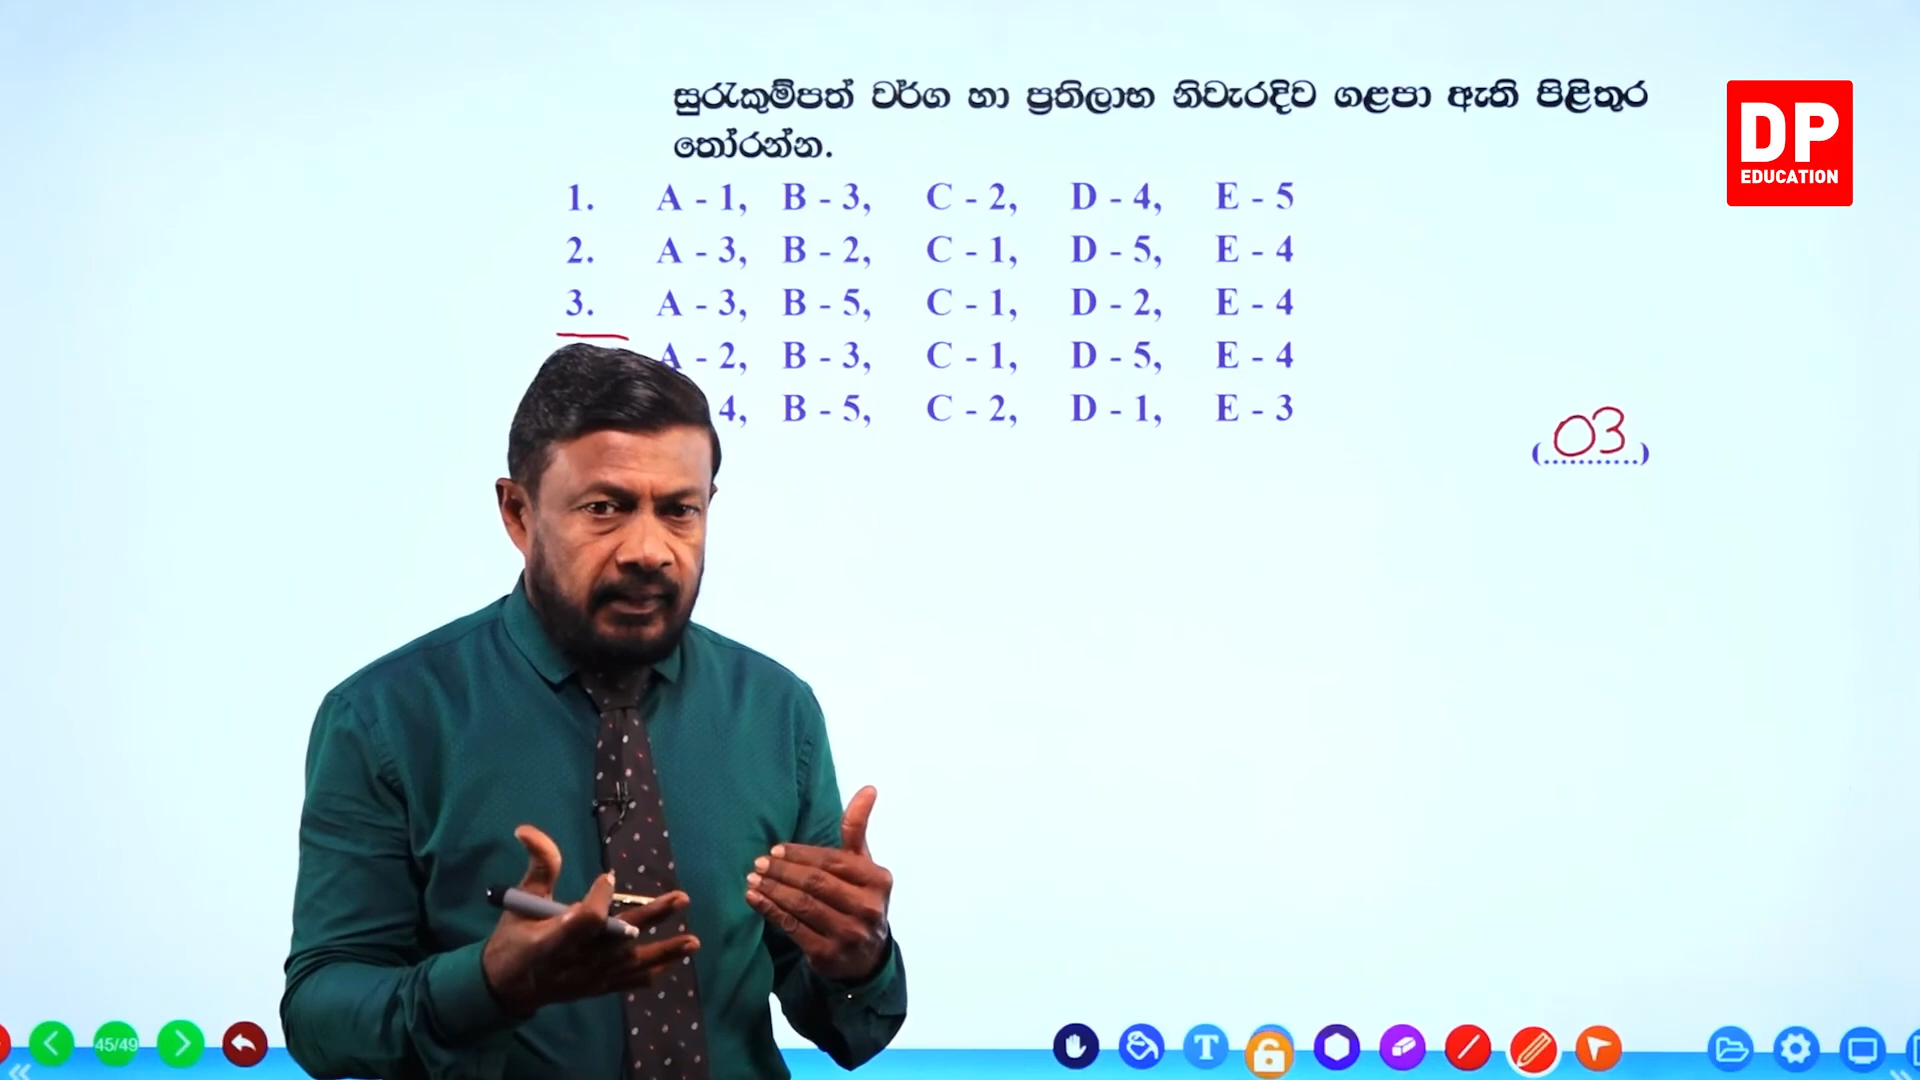 සුරැකුම්පත් වර්ග හා ප්‍රතිලාභ නිවැරදිව ගළපා ඇති පිළිතුර
තෝරන්න.
DP
EDUCATION
1. A - 1, B - 3, C - 2, D - 4, E - 5
2. A - 3, B - 2, C - 1, D - 5, E - 4
3. A - 3, B - 5, C - 1, D - 2, E - 4
A - 2, B - 3, C - 1, D - 5, E - 4
4, B - 5, C - 2, D - 1, E - 3
(...03...)
45/49
T